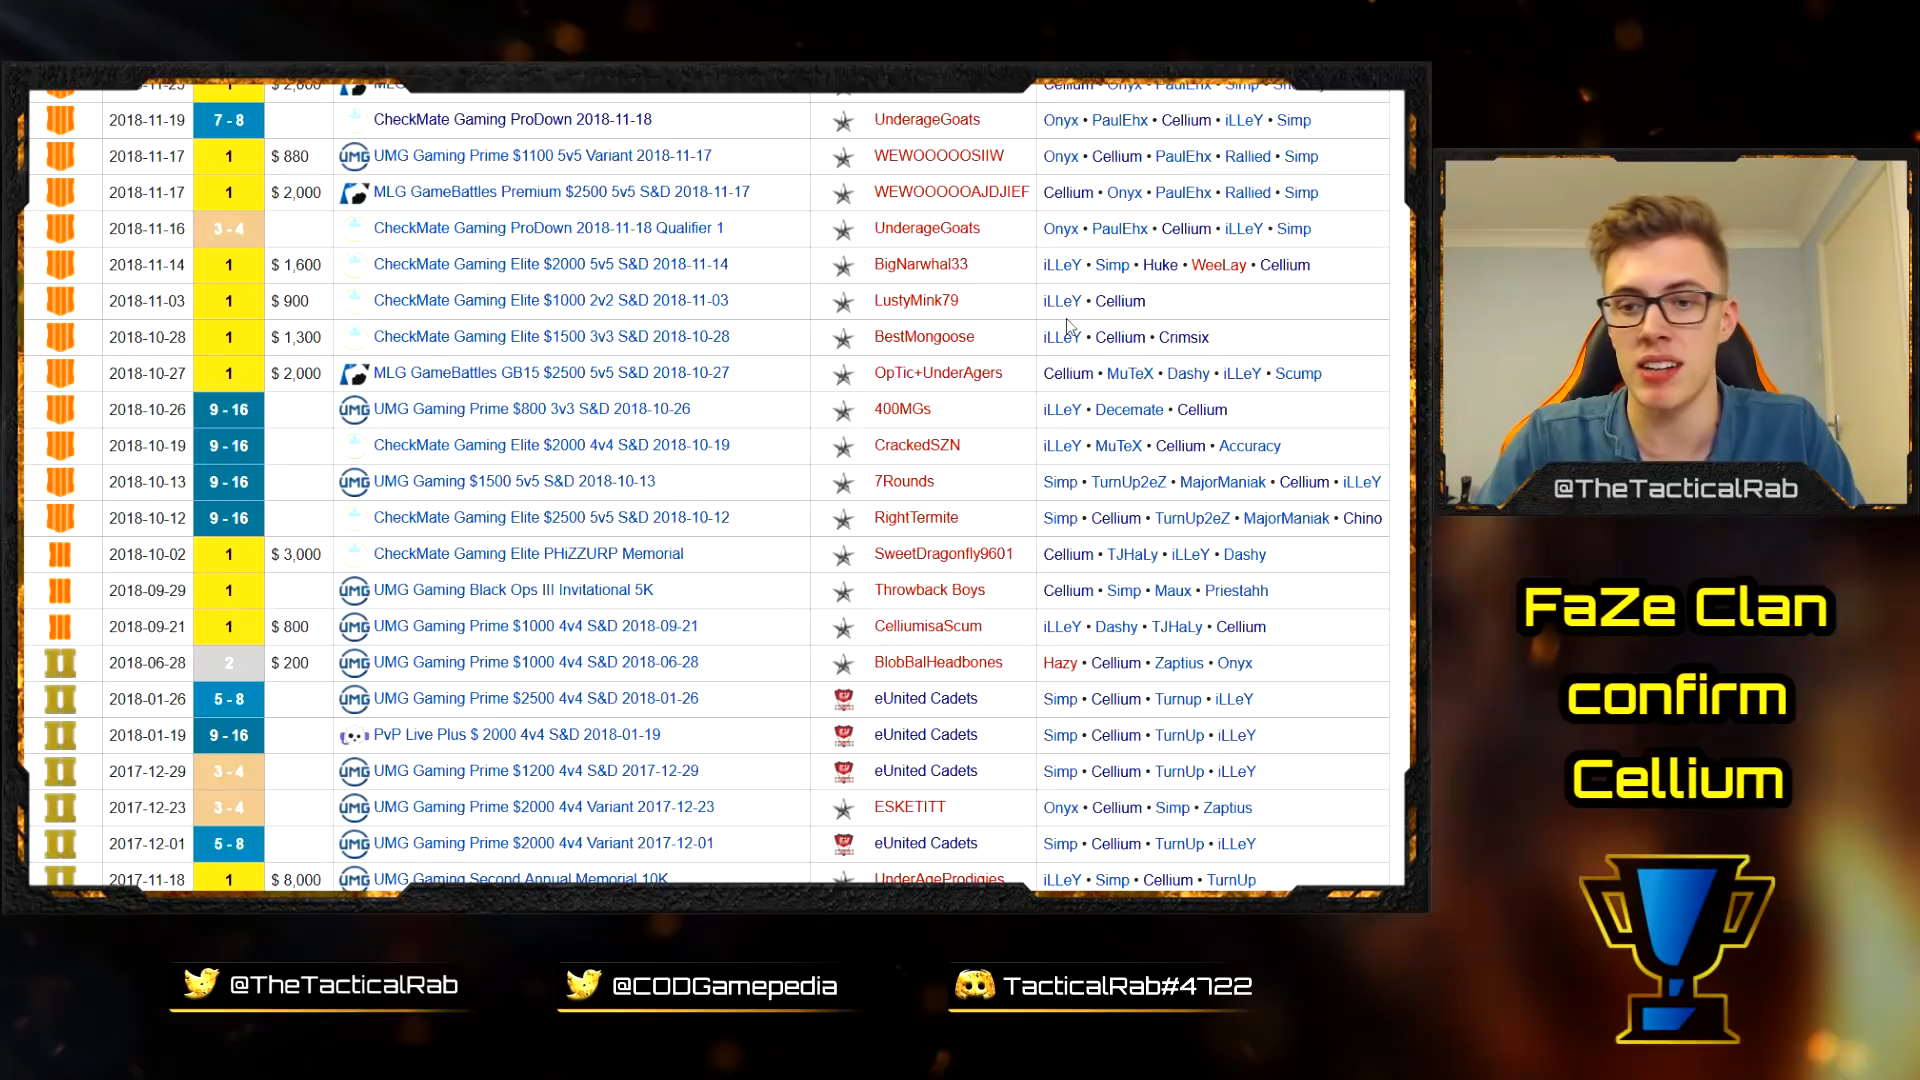 2018-11-19 7 - 8 CheckMate Gaming ProDown 2018-11-18 UnderageGoats Onyx • PaulEhx • Cellium • iLLeY • Simp
2018-11-17 1 $ 880 UMG UMG Gaming Prime $1100 5v5 Variant 2018-11-17 WEWOOOOOSIIW Onyx • Cellium • PaulEhx • Rallied • Simp
2018-11-17 1 $ 2,000 MLG GameBattles Premium $2500 5v5 S&D 2018-11-17 WEWOOOOOAJDJIEF Cellium • Onyx • PaulEhx • Rallied • Simp
2018-11-16 3 - 4 CheckMate Gaming ProDown 2018-11-18 Qualifier 1 UnderageGoats Onyx • PaulEhx • Cellium • iLLeY • Simp
2018-11-14 1 $ 1,600 CheckMate Gaming Elite $2000 5v5 S&D 2018-11-14 BigNarwhal33 iLLeY • Simp • Huke • WeeLay • Cellium
2018-11-03 1 $ 900 CheckMate Gaming Elite $1000 2v2 S&D 2018-11-03 LustyMink79 iLLeY • Cellium
2018-10-28 1 $ 1,300 CheckMate Gaming Elite $1500 3v3 S&D 2018-10-28 BestMongoose iLLeY • Cellium • Crimsix
2018-10-27 1 $ 2,000 MLG GameBattles GB15 $2500 5v5 S&D 2018-10-27 OpTic+UnderAgers Cellium • MuTeX • Dashy • iLLeY • Scump
2018-10-26 9 - 16 UMG UMG Gaming Prime $800 3v3 S&D 2018-10-26 400MGs iLLeY • Decemate • Cellium
2018-10-19 9 - 16 CheckMate Gaming Elite $2000 4v4 S&D 2018-10-19 CrackedSZN iLLeY • MuTeX • Cellium • Accuracy
2018-10-13 9 - 16 UMG UMG Gaming $1500 5v5 S&D 2018-10-13 7Rounds Simp • TurnUp2eZ • MajorManiak • Cellium • iLLeY
2018-10-12 9 - 16 CheckMate Gaming Elite $2500 5v5 S&D 2018-10-12 RightTermite Simp • Cellium • TurnUp2eZ • MajorManiak • Chino
2018-10-02 1 $ 3,000 CheckMate Gaming Elite PHiZZURP Memorial SweetDragonfly9601 Cellium • TJHaLy • iLLeY • Dashy
2018-09-29 1 UMG UMG Gaming Black Ops III Invitational 5K Throwback Boys Cellium • Simp • Maux • Priestahh
2018-09-21 1 $ 800 UMG UMG Gaming Prime $1000 4v4 S&D 2018-09-21 CelliumisaScum iLLeY • Dashy • TJHaLy • Cellium
2018-06-28 2 $ 200 UMG UMG Gaming Prime $1000 4v4 S&D 2018-06-28 BlobBalHeadbones Hazy • Cellium • Zaptius • Onyx
2018-01-26 5 - 8 UMG UMG Gaming Prime $2500 4v4 S&D 2018-01-26 eUnited Cadets Simp • Cellium • Turnup • iLLeY
2018-01-19 9 - 16 PvP Live Plus $ 2000 4v4 S&D 2018-01-19 eUnited Cadets Simp • Cellium • TurnUp • iLLeY
2017-12-29 3 - 4 UMG UMG Gaming Prime $1200 4v4 S&D 2017-12-29 eUnited Cadets Simp • Cellium • TurnUp • iLLeY
2017-12-23 3 - 4 UMG UMG Gaming Prime $2000 4v4 Variant 2017-12-23 ESKETITT Onyx • Cellium • Simp • Zaptius
2017-12-01 5 - 8 UMG UMG Gaming Prime $2000 4v4 Variant 2017-12-01 eUnited Cadets Simp • Cellium • TurnUp • iLLeY
2017-11-18 1 $ 8,000 UMG UMG Gaming Second Annual Memorial 10K UnderAgeProdigies iLLeY • Simp • Cellium • TurnUp
@TheTacticalRab
FaZe Clan
confirm
Cellium
@TheTacticalRab
@CODGamepedia
TacticalRab#4722